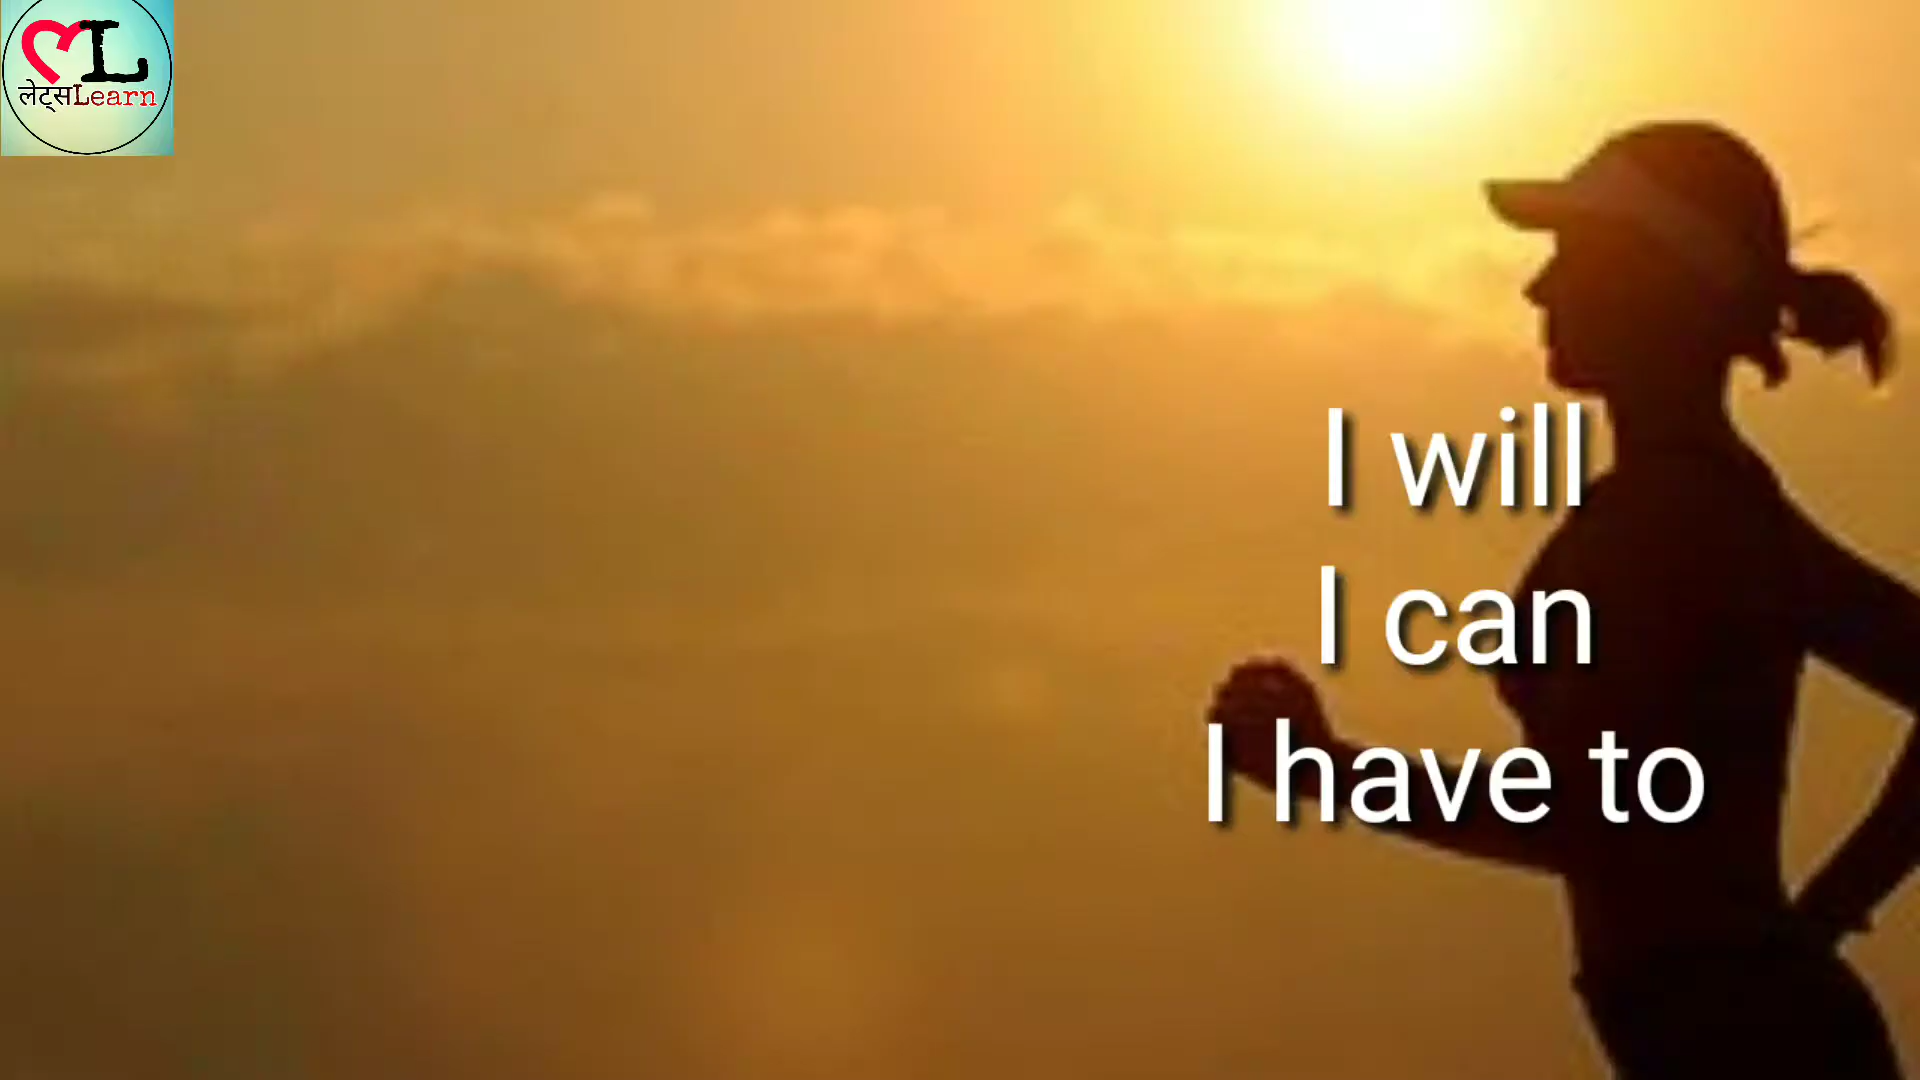 L
लेट्सLearn
I will
I can
I have to